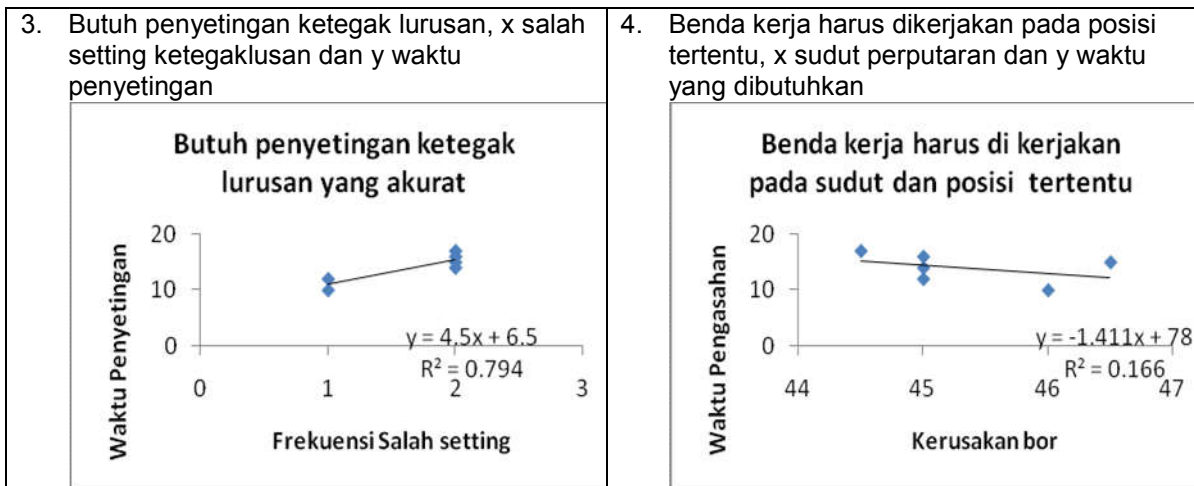 3. Butuh penyetingan ketegak lurusan, x salah
setting ketegaklusan dan y waktu
penyetingan
Butuh penyetingan ketegak
lurusan yang akurat
Waktu Penyetingan
20
10
0
y = 4.5x + 6.5
R² = 0.794
0 1 2 3
Frekuensi Salah setting
4. Benda kerja harus dikerjakan pada posisi
tertentu, x sudut perputaran dan y waktu
yang dibutuhkan
Benda kerja harus di kerjakan
pada sudut dan posisi tertentu
Waktu Pengasahan
20
10
0
y = -1.411x + 78
R² = 0.166
44 45 46 47
Kerusakan bor